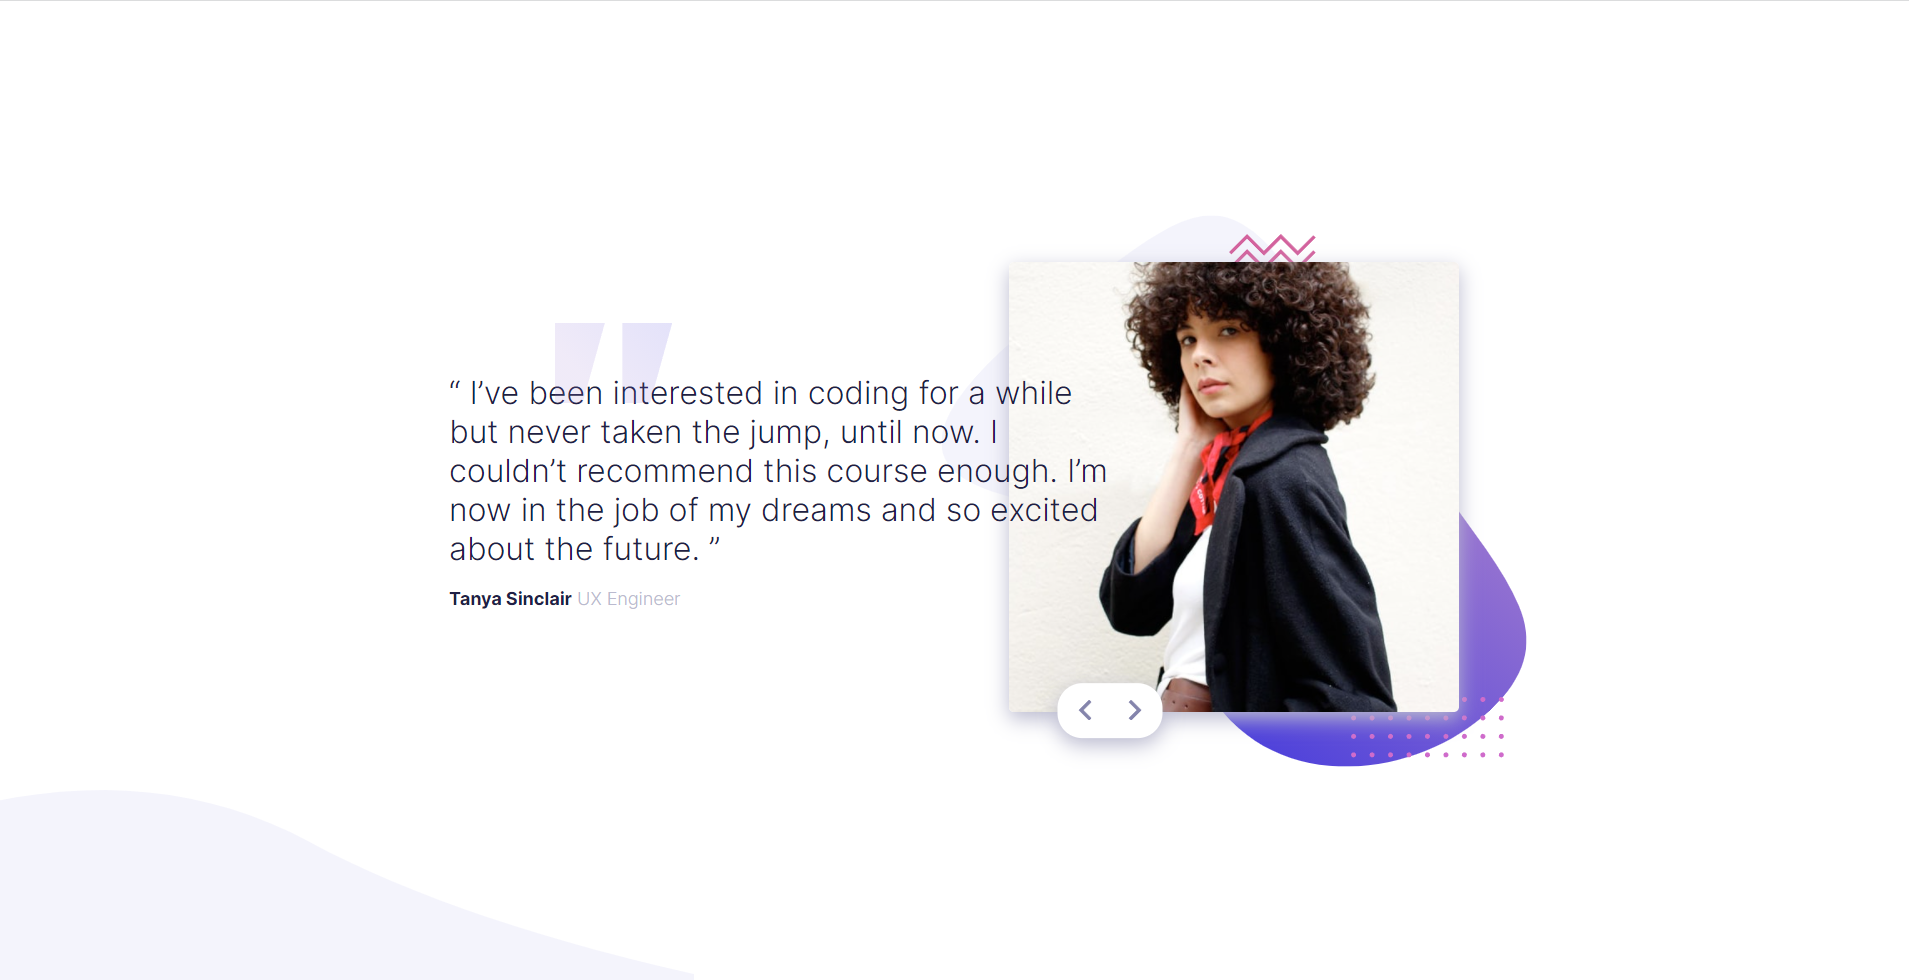 “ I’ve been interested in coding for a while
but never taken the jump, until now. I
couldn’t recommend this course enough. I’m
now in the job of my dreams and so excited
about the future. ”
Tanya Sinclair UX Engineer